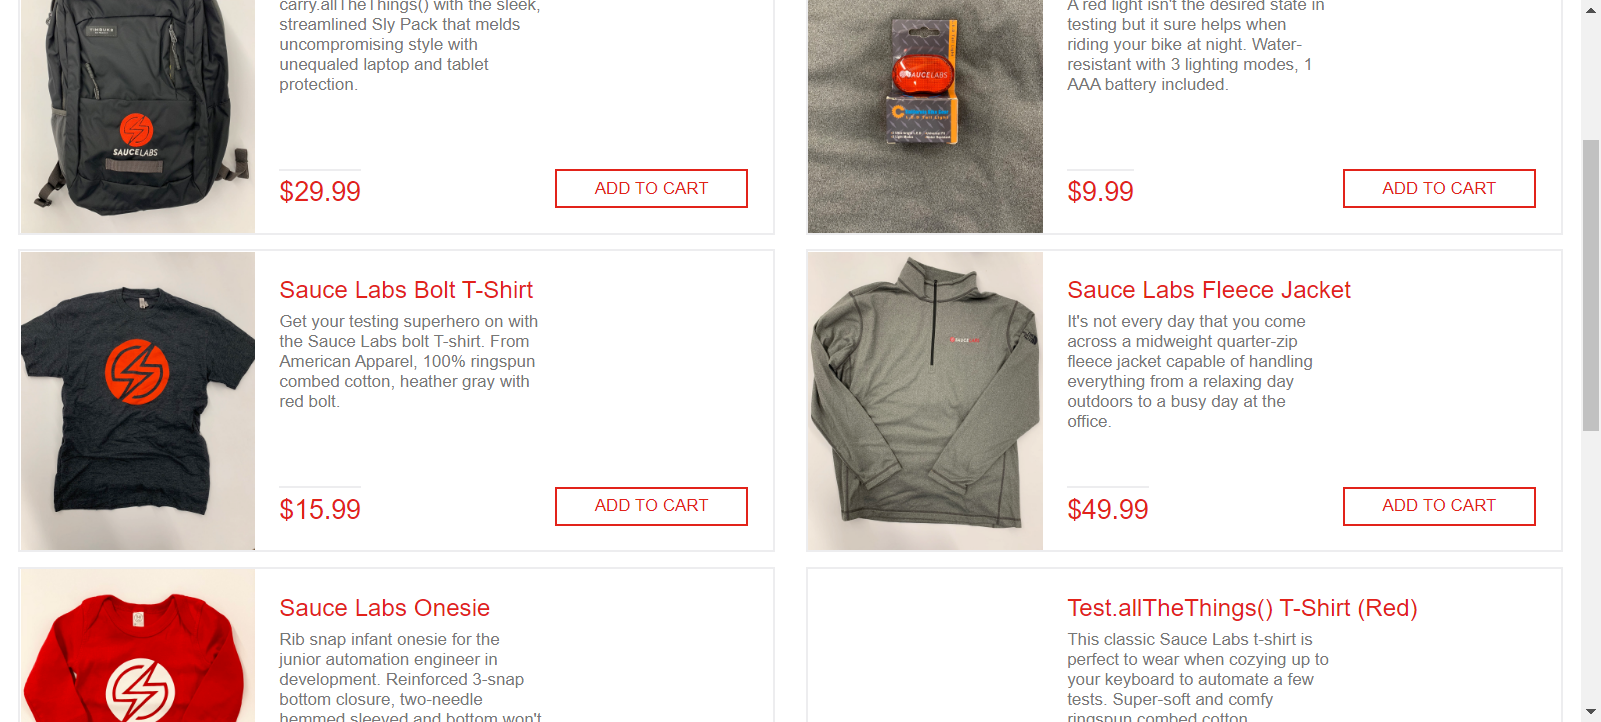 carry.allTheThings() with the sleek,
streamlined Sly Pack that melds
uncompromising style with
unequaled laptop and tablet
protection.
SAUCELABS
$29.99
ADD TO CART
A red light isn't the desired state in
testing but it sure helps when
riding your bike at night. Water-
resistant with 3 lighting modes, 1
AAA battery included.
SAUCELABS
$9.99
ADD TO CART
Sauce Labs Bolt T-Shirt
Get your testing superhero on with
the Sauce Labs bolt T-shirt. From
American Apparel, 100% ringspun
combed cotton, heather gray with
red bolt.
$15.99
ADD TO CART
Sauce Labs Fleece Jacket
It's not every day that you come
across a midweight quarter-zip
fleece jacket capable of handling
everything from a relaxing day
outdoors to a busy day at the
office.
SAUCELABS
$49.99
ADD TO CART
Sauce Labs Onesie
Rib snap infant onesie for the
junior automation engineer in
development. Reinforced 3-snap
bottom closure, two-needle
hemmed sleeved and bottom won't
Test.allTheThings() T-Shirt (Red)
This classic Sauce Labs t-shirt is
perfect to wear when cozying up to
your keyboard to automate a few
tests. Super-soft and comfy
ringspun combed cotton.